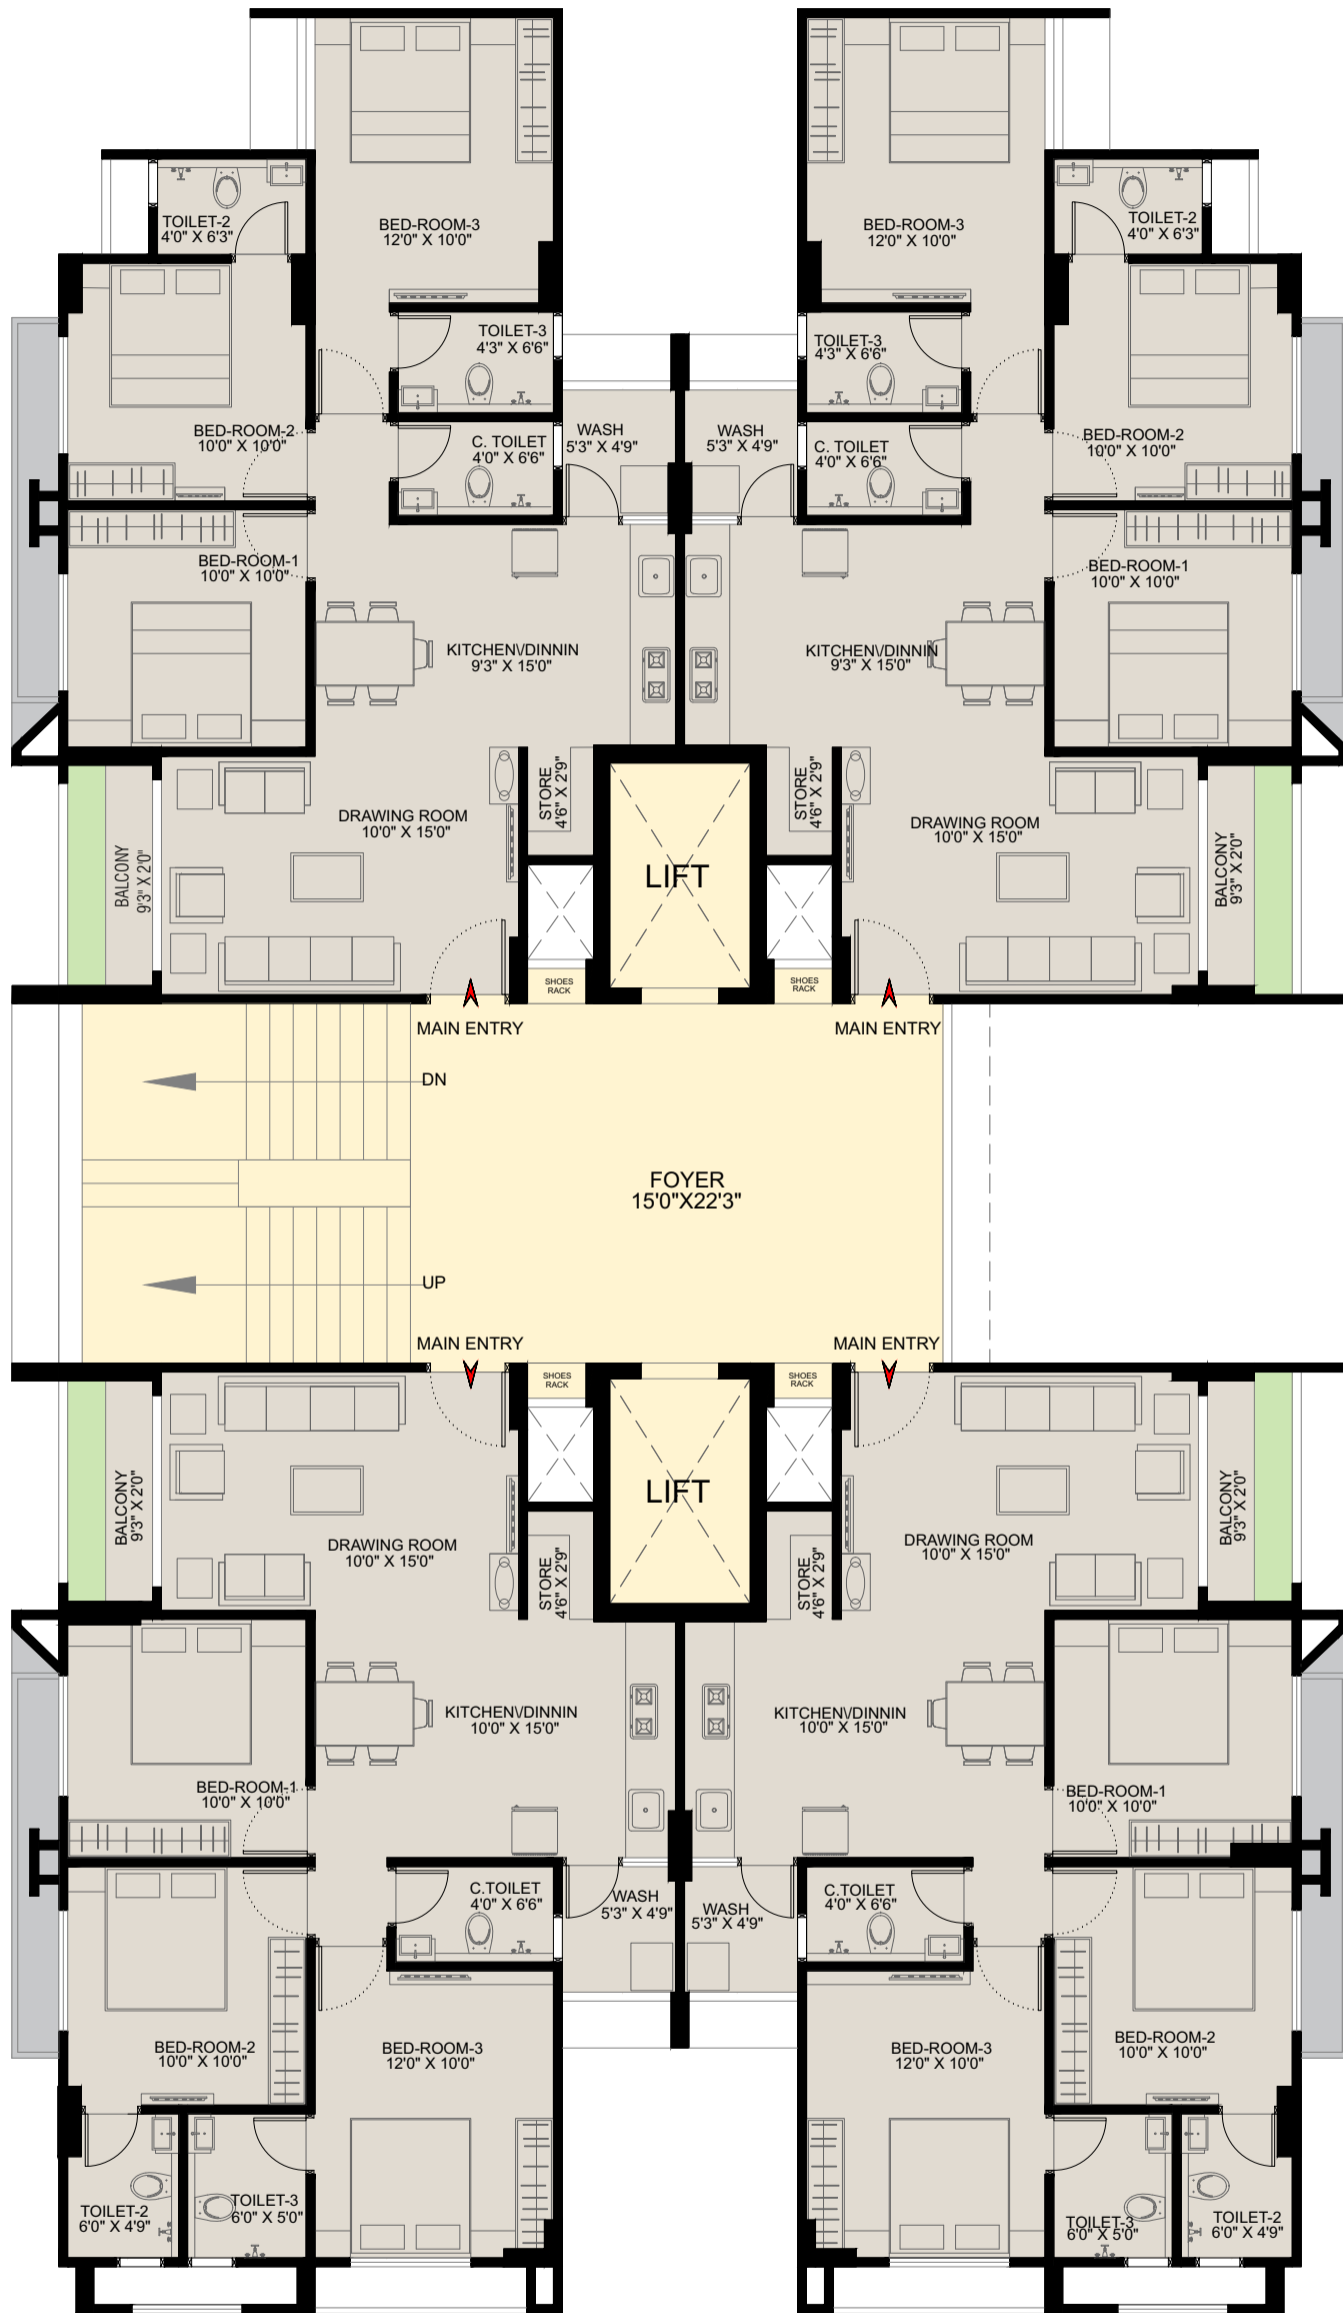 BED-ROOM-3
12'0" X 10'0"
BED-ROOM-3
12'0" X 10'0"
TOILET-2
4'0" X 6'3"
TOILET-2
4'0" X 6'3"
TOILET-3
4'3" X 6'6"
TOILET-3
4'3" X 6'6"
BED-ROOM-2
10'0" X 10'0"
C. TOILET
4'0" X 6'6"
WASH
5'3" X 4'9"
WASH
5'3" X 4'9"
C. TOILET
4'0" X 6'6"
BED-ROOM-2
10'0" X 10'0"
BED-ROOM-1
10'0" X 10'0"
BED-ROOM-1
10'0" X 10'0"
KITCHEN\/DINNIN
9'3" X 15'0"
KITCHEN\/DINNIN
9'3" X 15'0"
DRAWING ROOM
10'0" X 15'0"
STORE
4'6" X 2'9"
STORE
4'6" X 2'9"
DRAWING ROOM
10'0" X 15'0"
BALCONY
9'3" X 2'0"
LIFT
BALCONY
9'3" X 2'0"
SHOES
RACK
SHOES
RACK
MAIN ENTRY
MAIN ENTRY
DN
FOYER
15'0"X22'3"
UP
MAIN ENTRY
MAIN ENTRY
SHOES
RACK
SHOES
RACK
BALCONY
9'3" X 2'0"
LIFT
BALCONY
9'3" X 2'0"
DRAWING ROOM
10'0" X 15'0"
STORE
4'6" X 2'9"
STORE
4'6" X 2'9"
DRAWING ROOM
10'0" X 15'0"
KITCHEN\/DINNIN
10'0" X 15'0"
KITCHEN\/DINNIN
10'0" X 15'0"
BED-ROOM-1
10'0" X 10'0"
BED-ROOM-1
10'0" X 10'0"
C.TOILET
4'0" X 6'6"
WASH
5'3" X 4'9"
WASH
5'3" X 4'9"
C.TOILET
4'0" X 6'6"
BED-ROOM-2
10'0" X 10'0"
BED-ROOM-3
12'0" X 10'0"
BED-ROOM-3
12'0" X 10'0"
BED-ROOM-2
10'0" X 10'0"
TOILET-2
6'0" X 4'9"
TOILET-3
6'0" X 5'0"
TOILET-3
6'0" X 5'0"
TOILET-2
6'0" X 4'9"